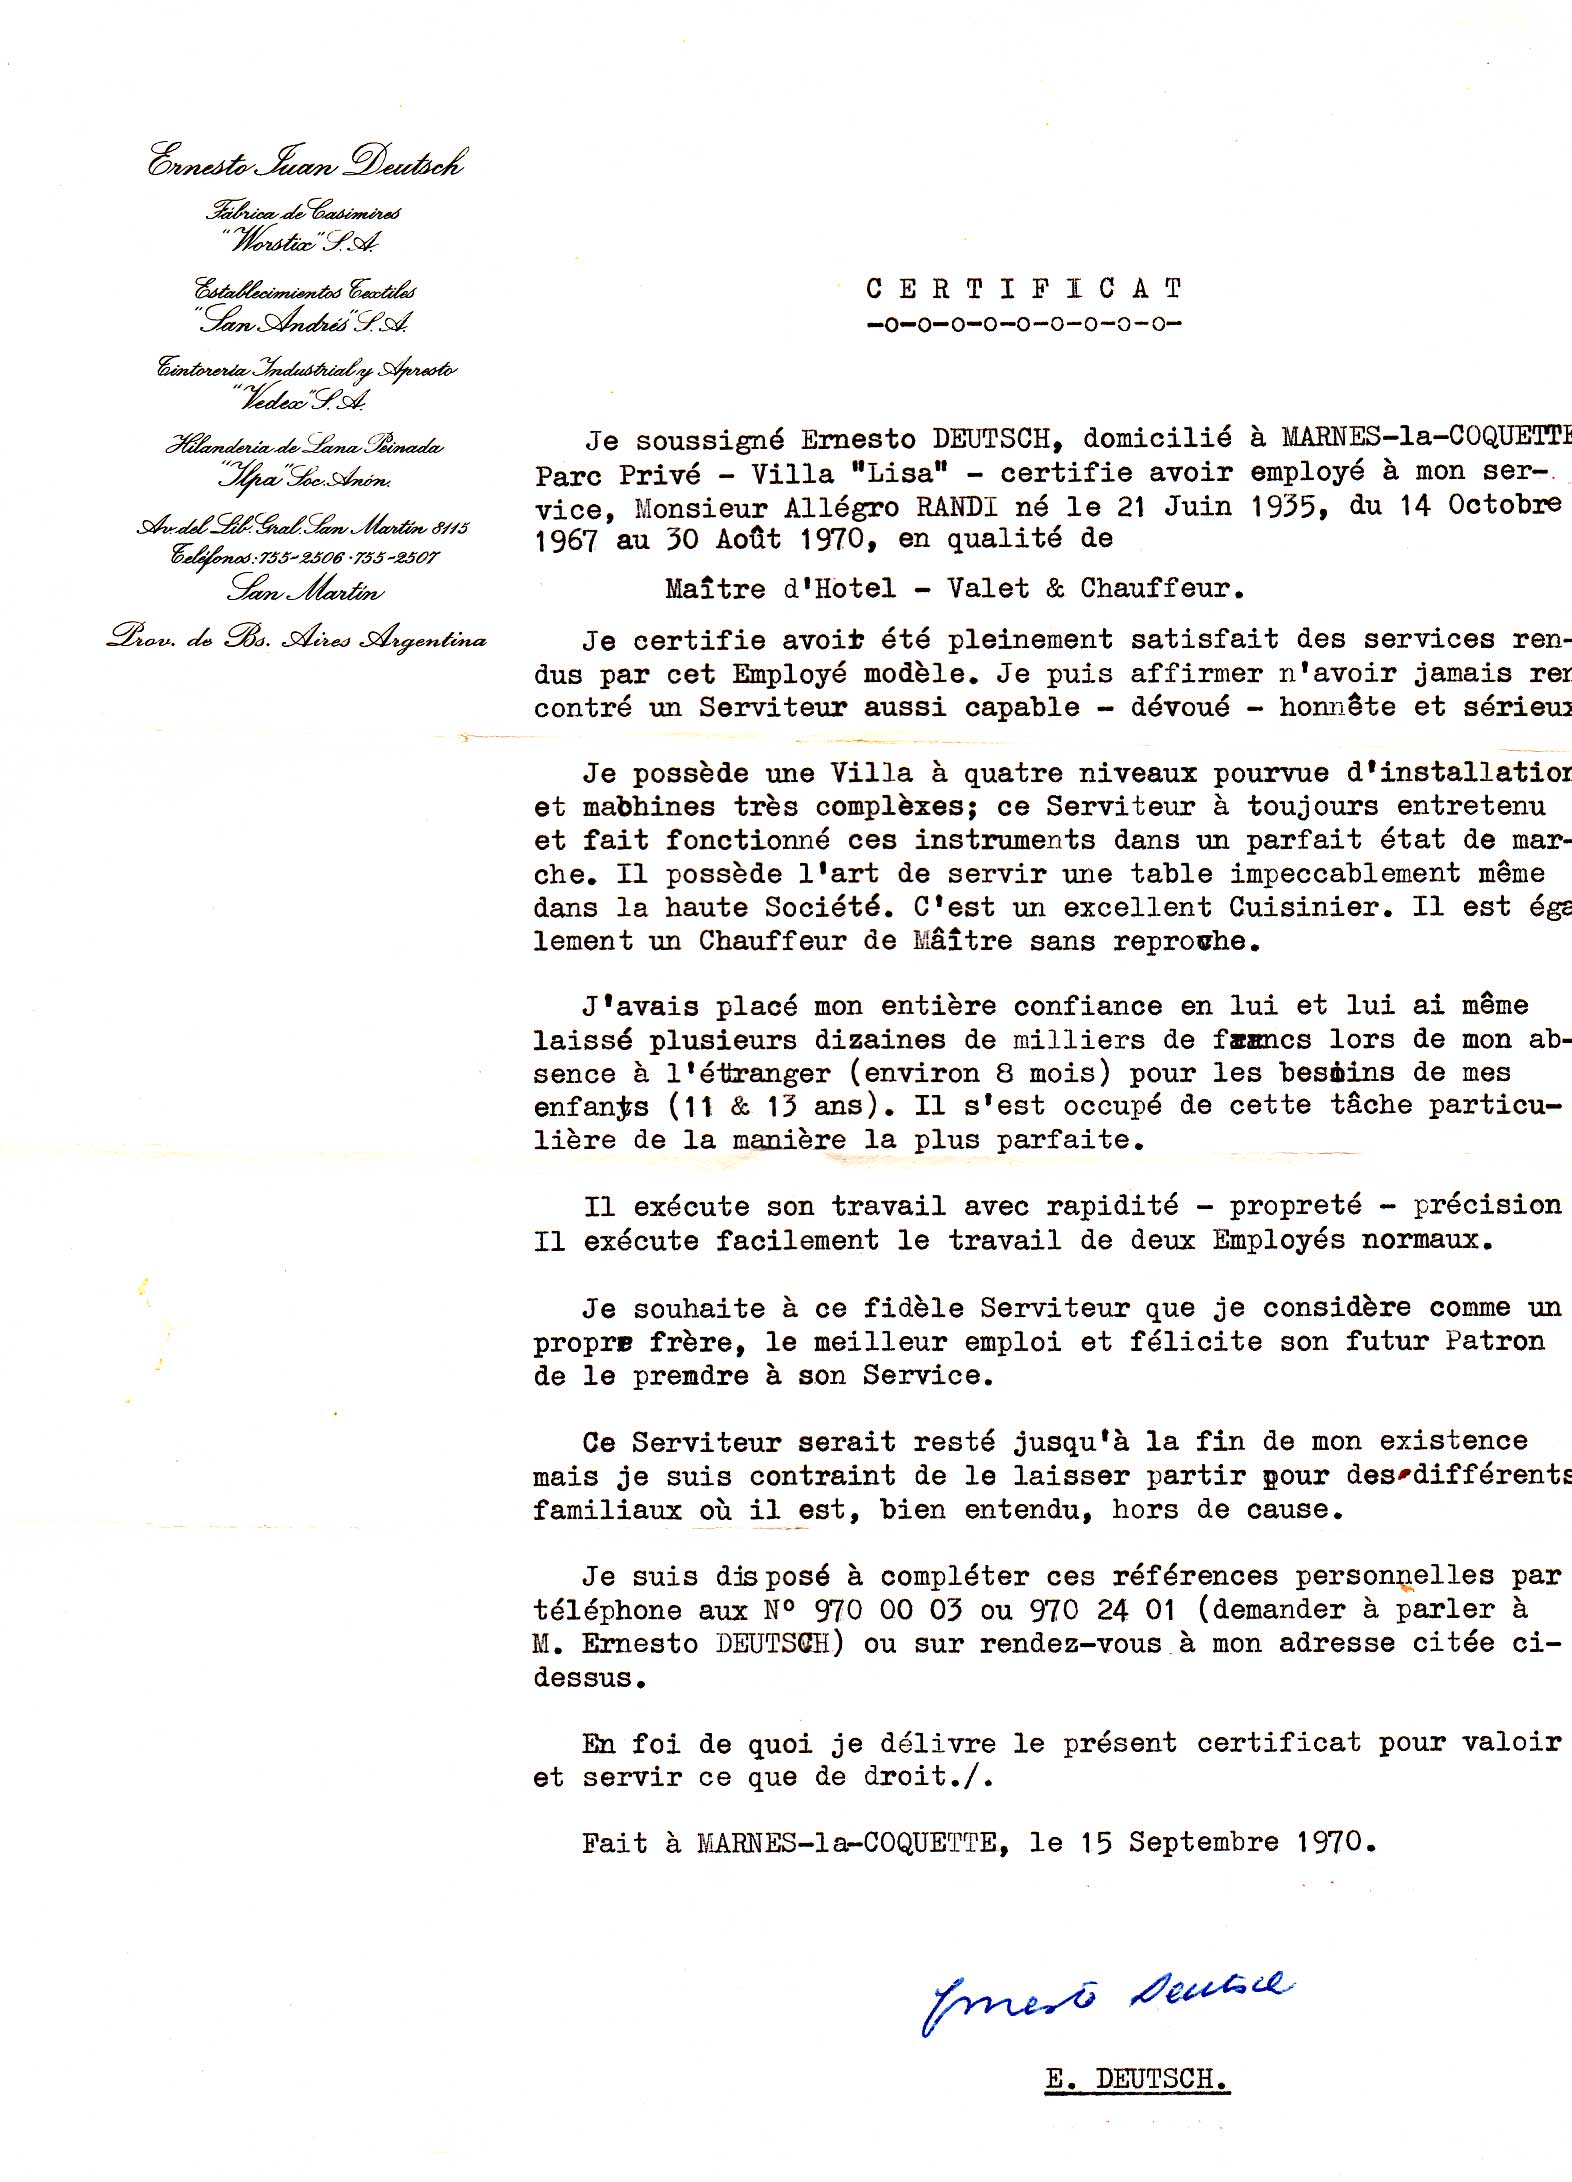 Ernesto Juan Deutsch
Fábrica de Casimires
"Worstix" S.A.
Establecimientos Textiles
"San Andrés" S.A.
Tintorería Industrial y Apresto
"Vedex" S.A.
Hilandería de Lana Peinada
"Ilpa" Soc. Anón.
Av. del Lib. Gral. San Martín 8115
Teléfonos: 755-2506 · 755-2507
San Martín
Prov. de Bs. Aires Argentina
C E R T I F I C A T
-o-o-o-o-o-o-o-o-o-
Je soussigné Ernesto DEUTSCH, domicilié à MARNES-la-COQUETTE
Parc Privé - Villa "Lisa" - certifie avoir employé à mon ser-
vice, Monsieur Allégro RANDI né le 21 Juin 1935, du 14 Octobre
1967 au 30 Août 1970, en qualité de
Maître d'Hotel - Valet & Chauffeur.
Je certifie avoir été pleinement satisfait des services ren-
dus par cet Employé modèle. Je puis affirmer n'avoir jamais ren
contré un Serviteur aussi capable - dévoué - honnête et sérieux
Je possède une Villa à quatre niveaux pourvue d'installation
et machines très complèxes; ce Serviteur à toujours entretenu
et fait fonctionné ces instruments dans un parfait état de mar-
che. Il possède l'art de servir une table impeccablement même
dans la haute Société. C'est un excellent Cuisinier. Il est éga
lement un Chauffeur de Mâître sans reproche.
J'avais placé mon entière confiance en lui et lui ai même
laissé plusieurs dizaines de milliers de francs lors de mon ab-
sence à l'étranger (environ 8 mois) pour les besoins de mes
enfants (11 & 13 ans). Il s'est occupé de cette tâche particu-
lière de la manière la plus parfaite.
Il exécute son travail avec rapidité - propreté - précision
Il exécute facilement le travail de deux Employés normaux.
Je souhaite à ce fidèle Serviteur que je considère comme un
propre frère, le meilleur emploi et félicite son futur Patron
de le prendre à son Service.
Ce Serviteur serait resté jusqu'à la fin de mon existence
mais je suis contraint de le laisser partir pour des différents
familiaux où il est, bien entendu, hors de cause.
Je suis disposé à compléter ces références personnelles par
téléphone aux N° 970 00 03 ou 970 24 01 (demander à parler à
M. Ernesto DEUTSCH) ou sur rendez-vous à mon adresse citée ci-
dessus.
En foi de quoi je délivre le présent certificat pour valoir
et servir ce que de droit./.
Fait à MARNES-la-COQUETTE, le 15 Septembre 1970.
Ernesto Deutsch
E. DEUTSCH.